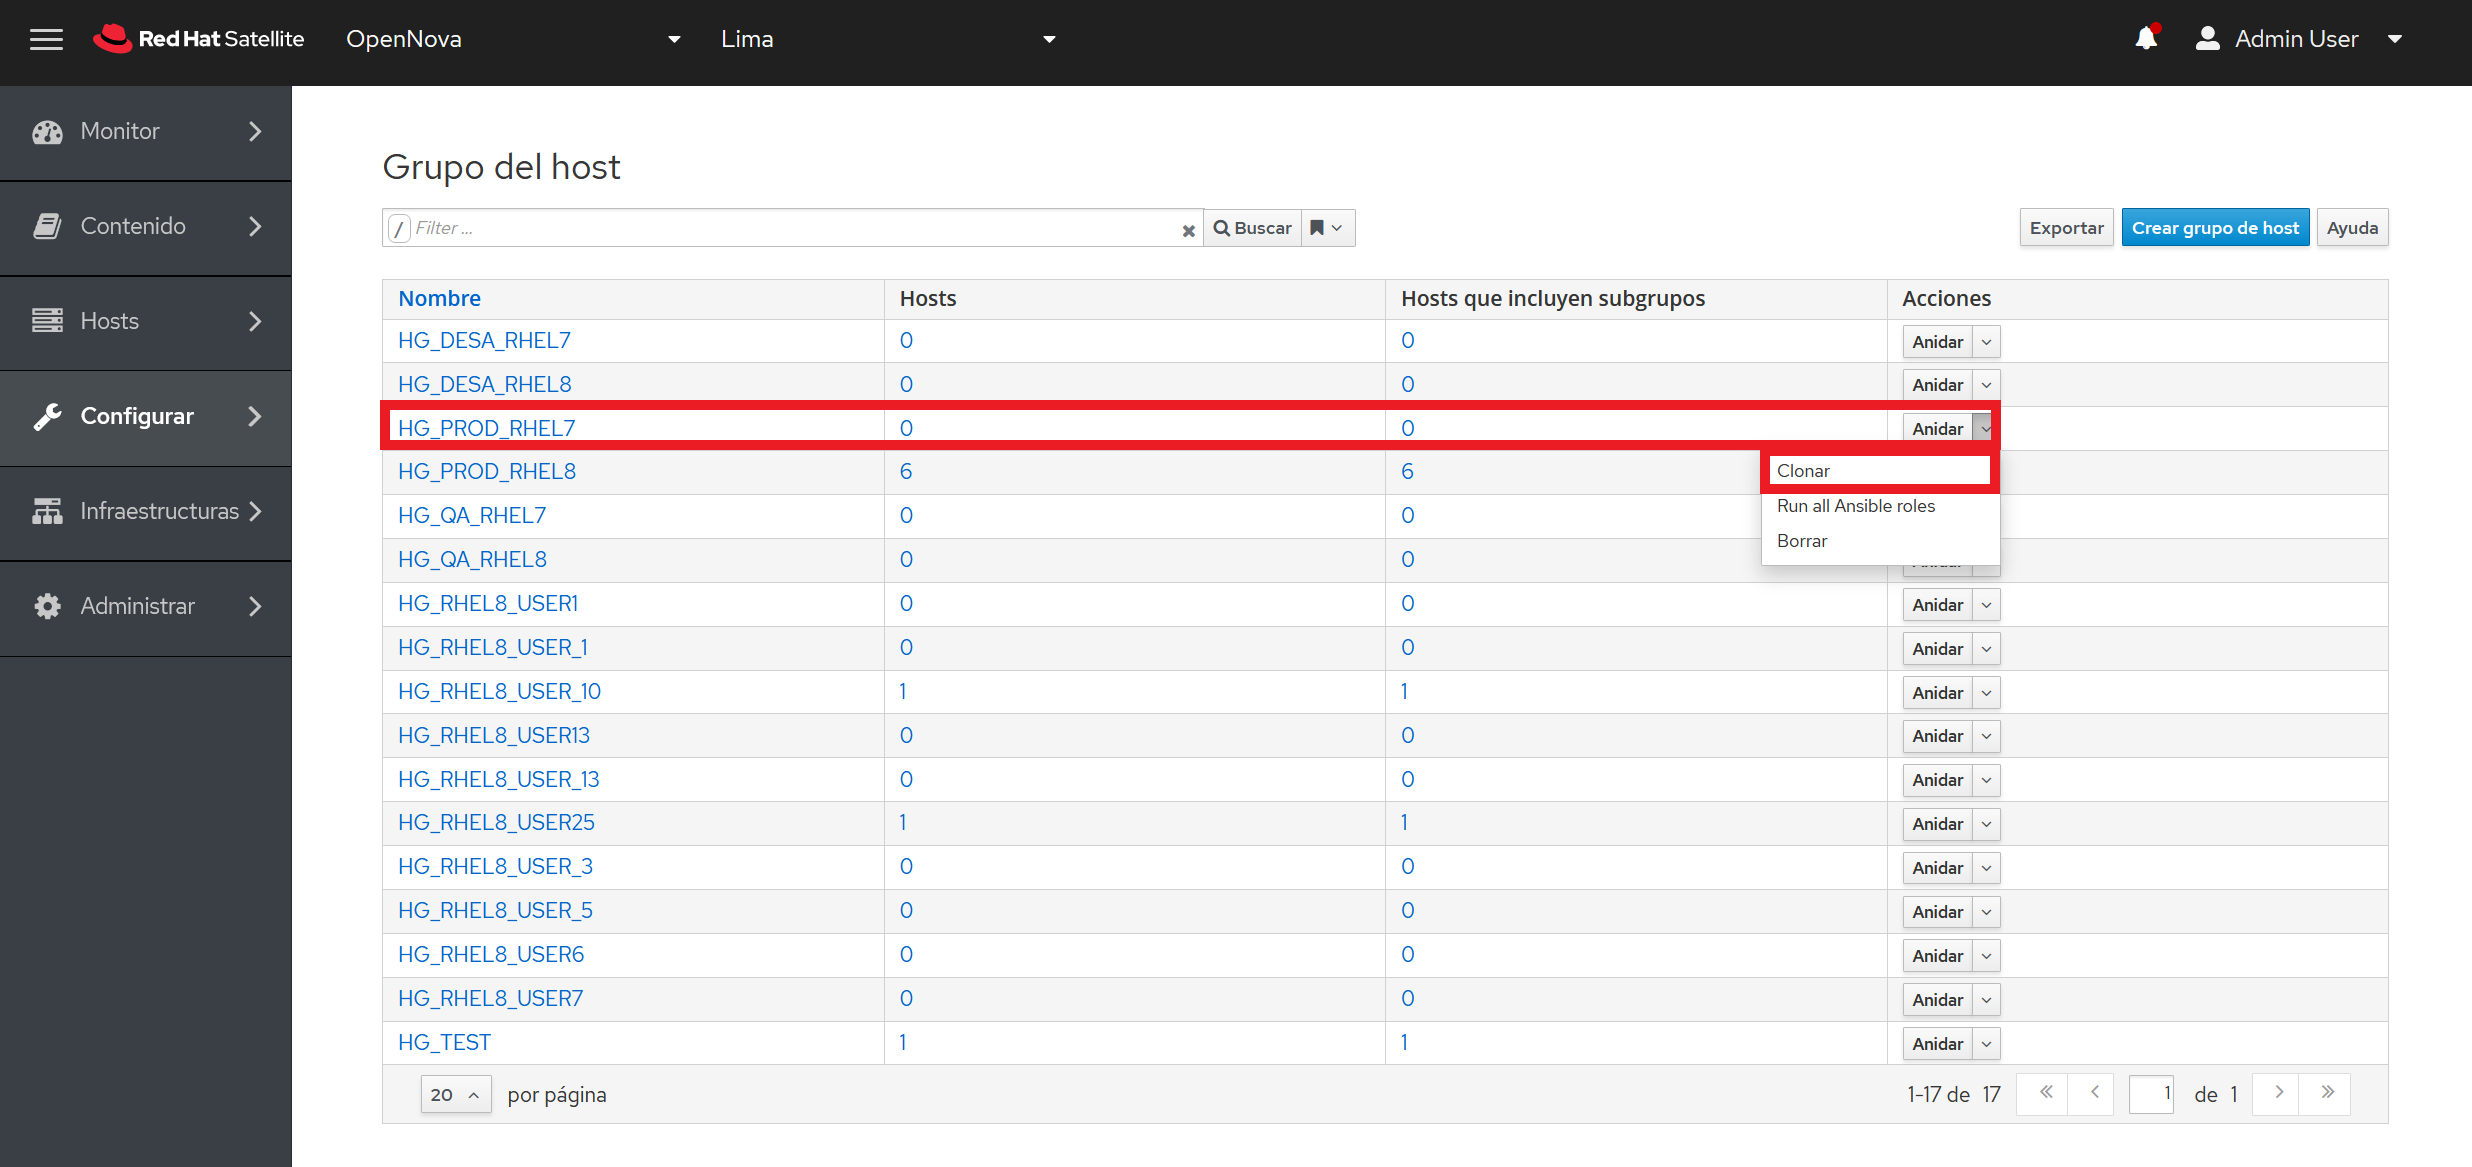 Red Hat Satellite OpenNova Lima Admin User
Monitor
Contenido
Hosts
Configurar
Infraestructuras
Administrar
Grupo del host
/ Filter ... Buscar Exportar Crear grupo de host Ayuda
Nombre Hosts Hosts que incluyen subgrupos Acciones
HG_DESA_RHEL7 0 0 Anidar
HG_DESA_RHEL8 0 0 Anidar
HG_PROD_RHEL7 0 0 Anidar
HG_PROD_RHEL8 6 6
Clonar
Run all Ansible roles
Borrar
HG_QA_RHEL7 0 0
HG_QA_RHEL8 0 0
HG_RHEL8_USER1 0 0 Anidar
HG_RHEL8_USER_1 0 0 Anidar
HG_RHEL8_USER_10 1 1 Anidar
HG_RHEL8_USER13 0 0 Anidar
HG_RHEL8_USER_13 0 0 Anidar
HG_RHEL8_USER25 1 1 Anidar
HG_RHEL8_USER_3 0 0 Anidar
HG_RHEL8_USER_5 0 0 Anidar
HG_RHEL8_USER6 0 0 Anidar
HG_RHEL8_USER7 0 0 Anidar
HG_TEST 1 1 Anidar
20 por página 1-17 de 17 « ‹ 1 de 1 › »